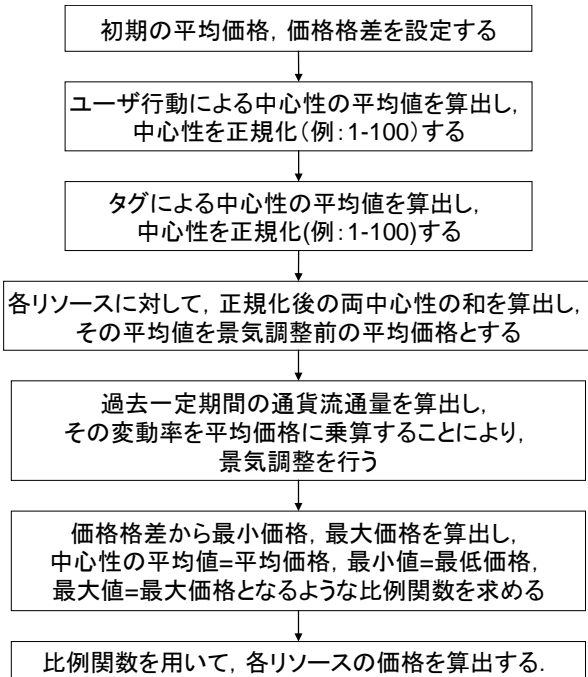 初期の平均価格，価格格差を設定する
ユーザ行動による中心性の平均値を算出し，
中心性を正規化（例：1-100）する
タグによる中心性の平均値を算出し，
中心性を正規化(例：1-100)する
各リソースに対して，正規化後の両中心性の和を算出し，
その平均値を景気調整前の平均価格とする
過去一定期間の通貨流通量を算出し，
その変動率を平均価格に乗算することにより，
景気調整を行う
価格格差から最小価格，最大価格を算出し，
中心性の平均値=平均価格，最小値=最低価格，
最大値=最大価格となるような比例関数を求める
比例関数を用いて，各リソースの価格を算出する.